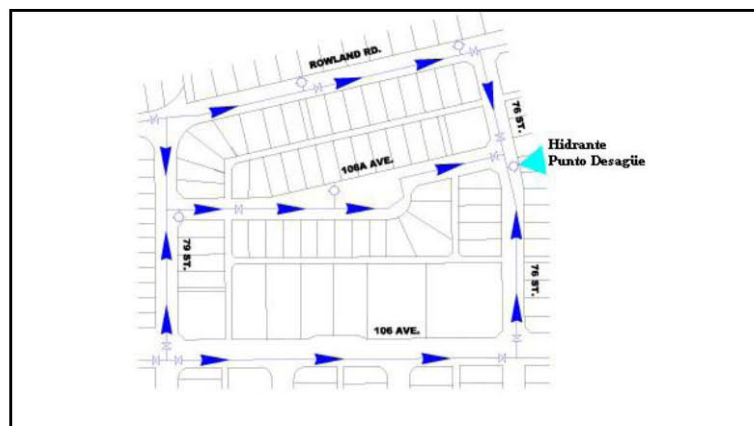 ROWLAND RD.
76 ST.
Hidrante
Punto Desagüe
106A AVE.
79 ST.
76 ST.
106 AVE.